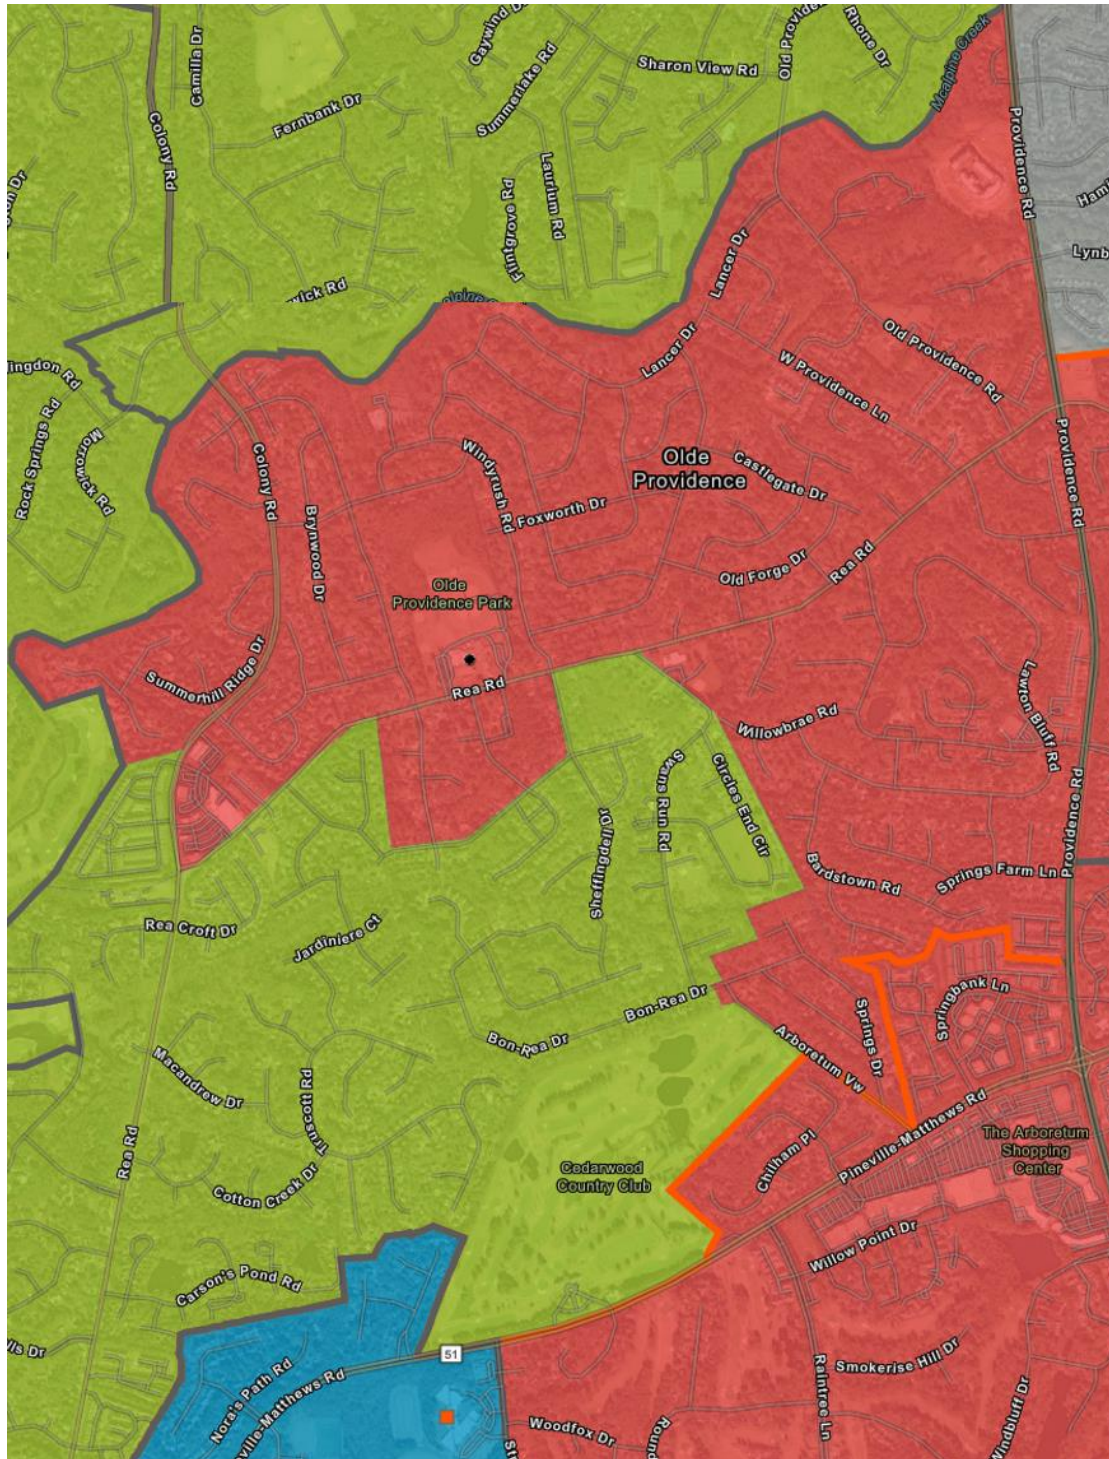 Gaywind Dr
Camilla Dr
Summerlake Rd
Sharon View Rd
Old Provi
Rhone Dr
Mcalpine Creek
Fernbank Dr
Colony Rd
Providence Rd
Laurium Rd
Flintgrove Rd
Ham
Lynb
wick Rd
Lancer Dr
Lancer Dr
Old Providence Rd
W Providence Ln
ingdon Rd
Rock Springs Rd
Morrowick Rd
Colony Rd
Windyrush Rd
Olde
Providence
Castlegate Dr
Providence Rd
Foxworth Dr
Brynwood Dr
Old Forge Dr
Rea Rd
Olde
Providence Park
Summerhill Ridge Dr
Rea Rd
Lawton Bluff Rd
Willowbrae Rd
Swans Run Rd
Circles End Cir
Providence Rd
Sheffingdell Dr
Bardstown Rd
Springs Farm Ln
Rea Croft Dr
Jardiniere Ct
Bon-Rea Dr
Springbank Ln
Springs Dr
Bon-Rea Dr
Arboretum Vw
Macandrew Dr
Truscott Rd
Pineville-Matthews Rd
The Arboretum
Shopping
Center
Rea Rd
Chilham Pl
Cedarwood
Country Club
Cotton Creek Dr
Willow Point Dr
Carson's Pond Rd
lls Dr
51
Smokerise Hill Dr
Nora's Path Rd
ville-Matthews Rd
Raintree Ln
Windbluff Dr
Woodfox Dr
Roun
St